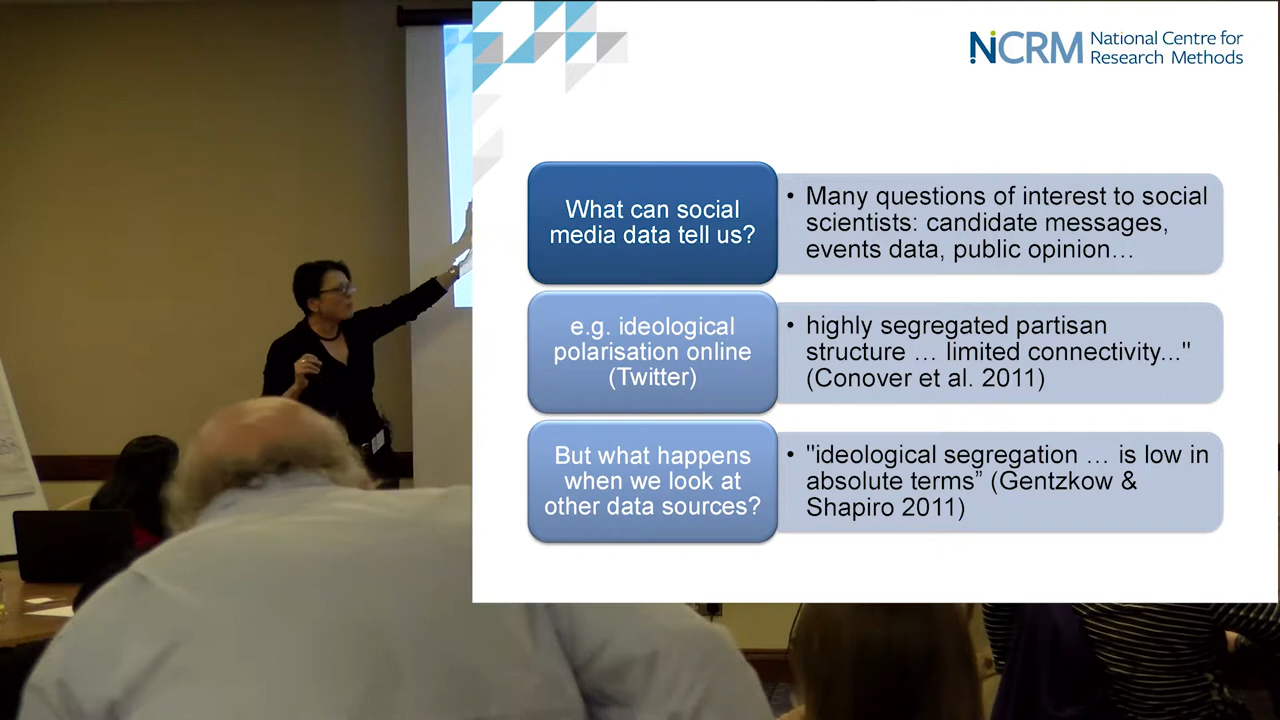 NCRM National Centre for
Research Methods
What can social
media data tell us?
• Many questions of interest to social
scientists: candidate messages,
events data, public opinion…
e.g. ideological
polarisation online
(Twitter)
• highly segregated partisan
structure … limited connectivity..."
(Conover et al. 2011)
But what happens
when we look at
other data sources?
• "ideological segregation … is low in
absolute terms” (Gentzkow &
Shapiro 2011)